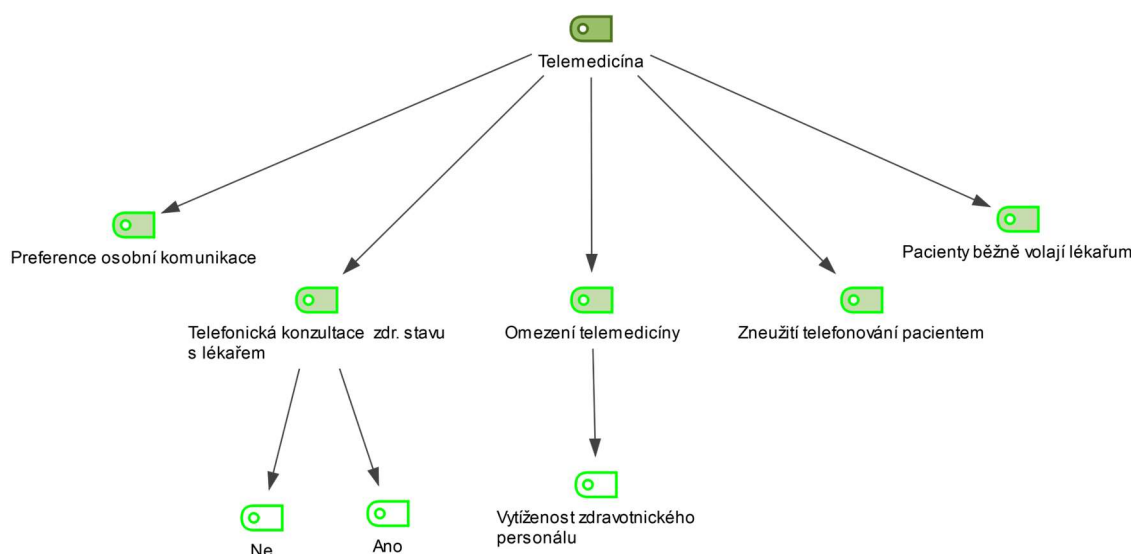 Telemedicína
Preference osobní komunikace
Pacienty běžně volají lékařum
Telefonická konzultace zdr. stavu
s lékařem
Omezení telemedicíny
Zneužití telefonování pacientem
Ne
Ano
Vytíženost zdravotnického
personálu